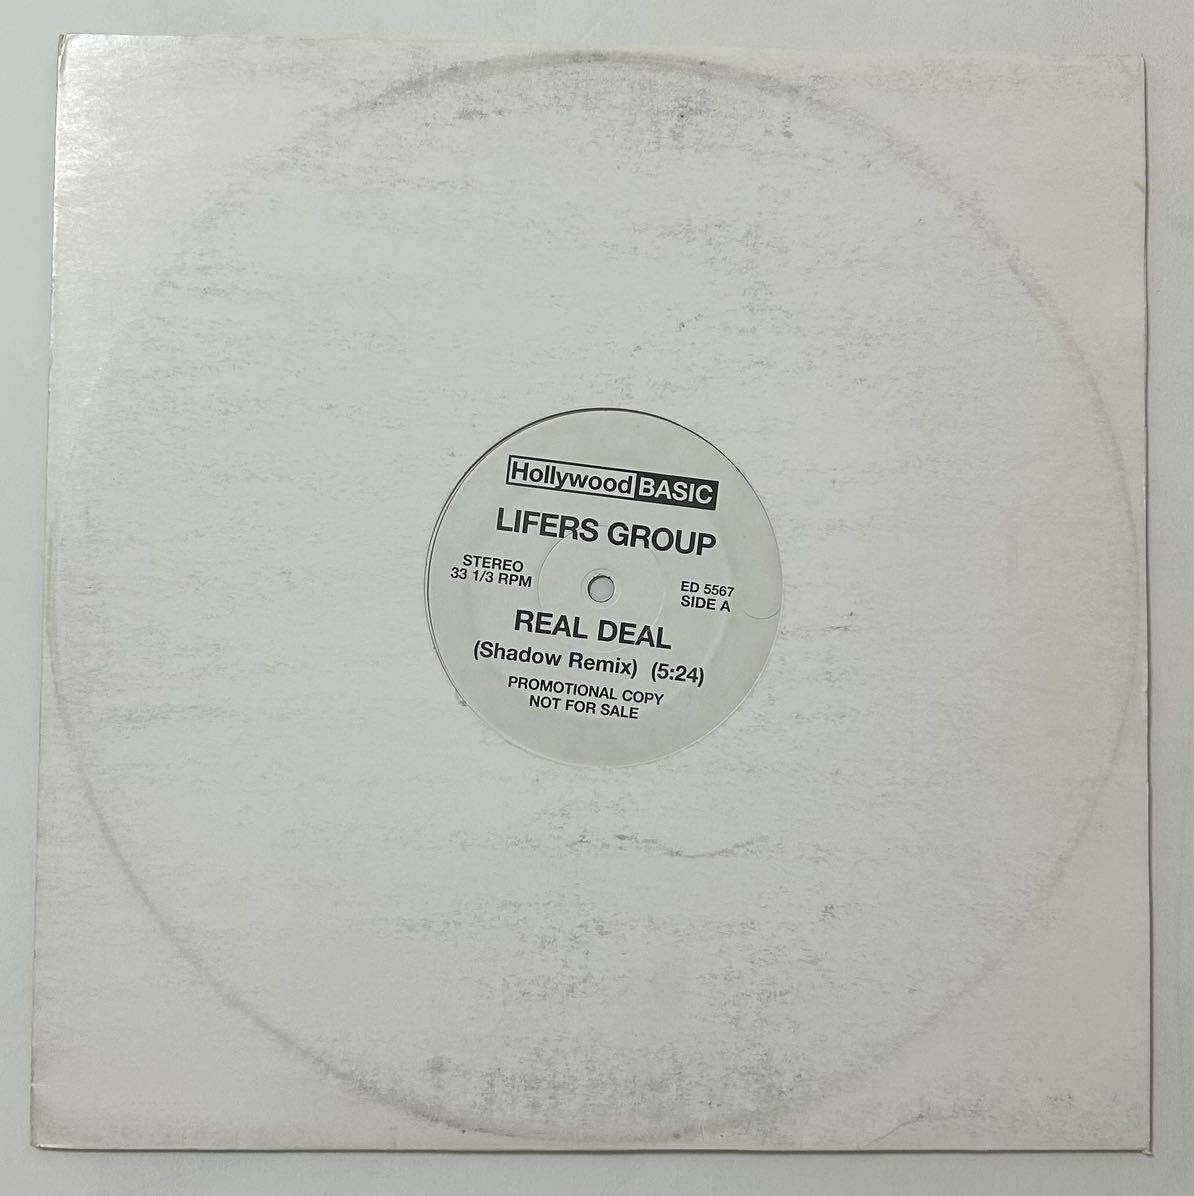 Hollywood BASIC
LIFERS GROUP
STEREO
33 1/3 RPM
ED 5567
SIDE A
REAL DEAL
(Shadow Remix) (5:24)
PROMOTIONAL COPY
NOT FOR SALE